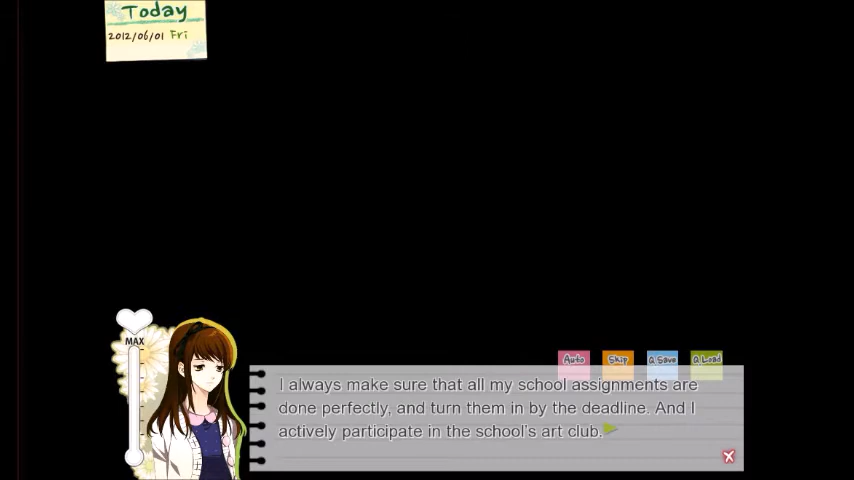 Today
2012/06/01 Fri
MAX
Auto
Skip
Q Save
Q Load
I always make sure that all my school assignments are
done perfectly, and turn them in by the deadline. And I
actively participate in the school's art club.